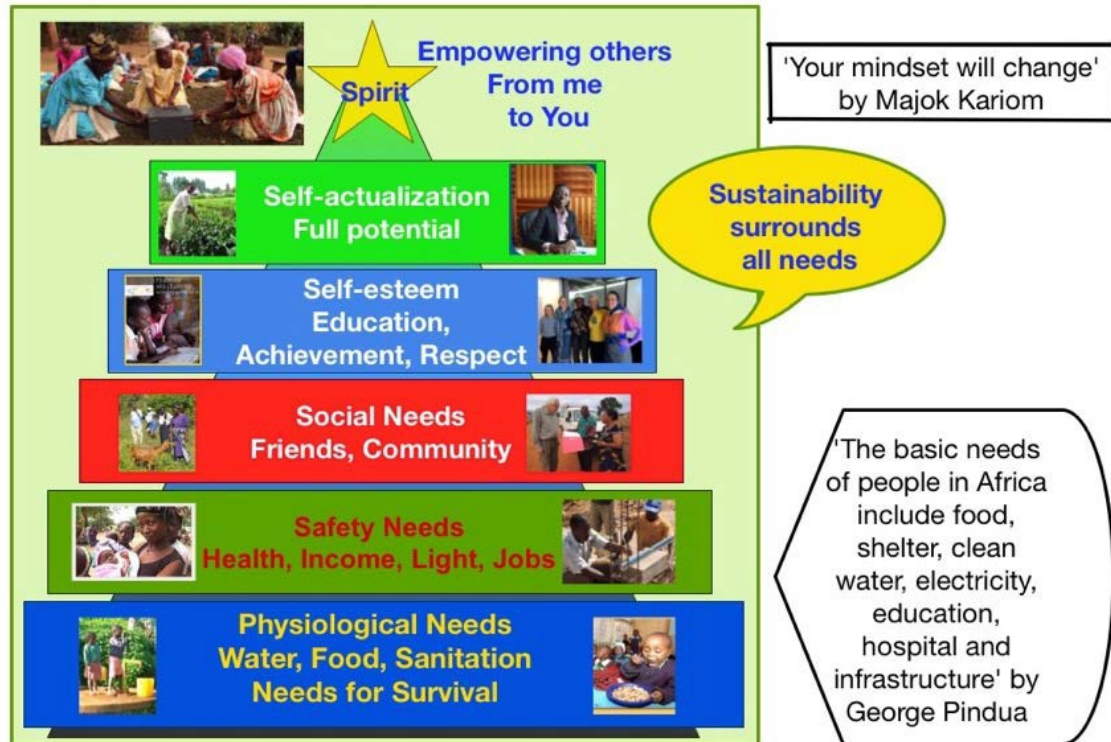 Spirit
Empowering others
From me
to You
'Your mindset will change'
by Majok Kariom
Sustainability
surrounds
all needs
Self-actualization
Full potential
Self-esteem
Education,
Achievement, Respect
Social Needs
Friends, Community
Safety Needs
Health, Income, Light, Jobs
Physiological Needs
Water, Food, Sanitation
Needs for Survival
'The basic needs
of people in Africa
include food,
shelter, clean
water, electricity,
education,
hospital and
infrastructure' by
George Pindua